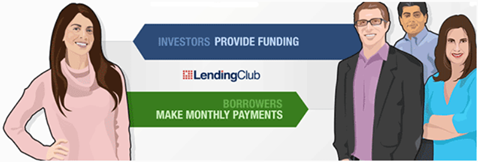 INVESTORS PROVIDE FUNDING
LendingClub
BORROWERS
MAKE MONTHLY PAYMENTS